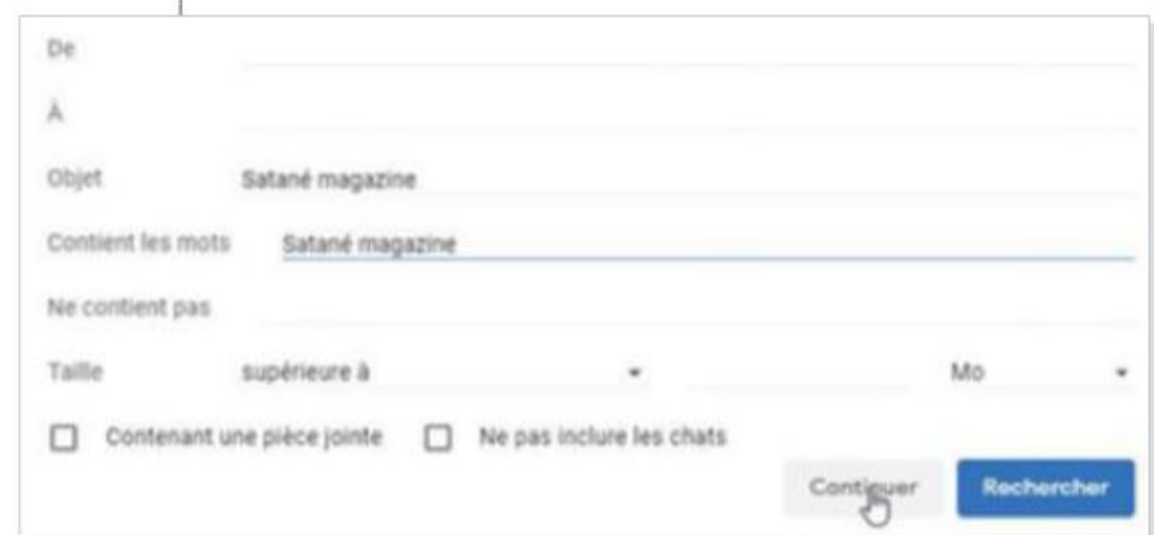 De
À
Objet Satané magazine
Contient les mots Satané magazine
Ne contient pas
Taille supérieure à Mo
Contenant une pièce jointe Ne pas inclure les chats
Continuer Rechercher